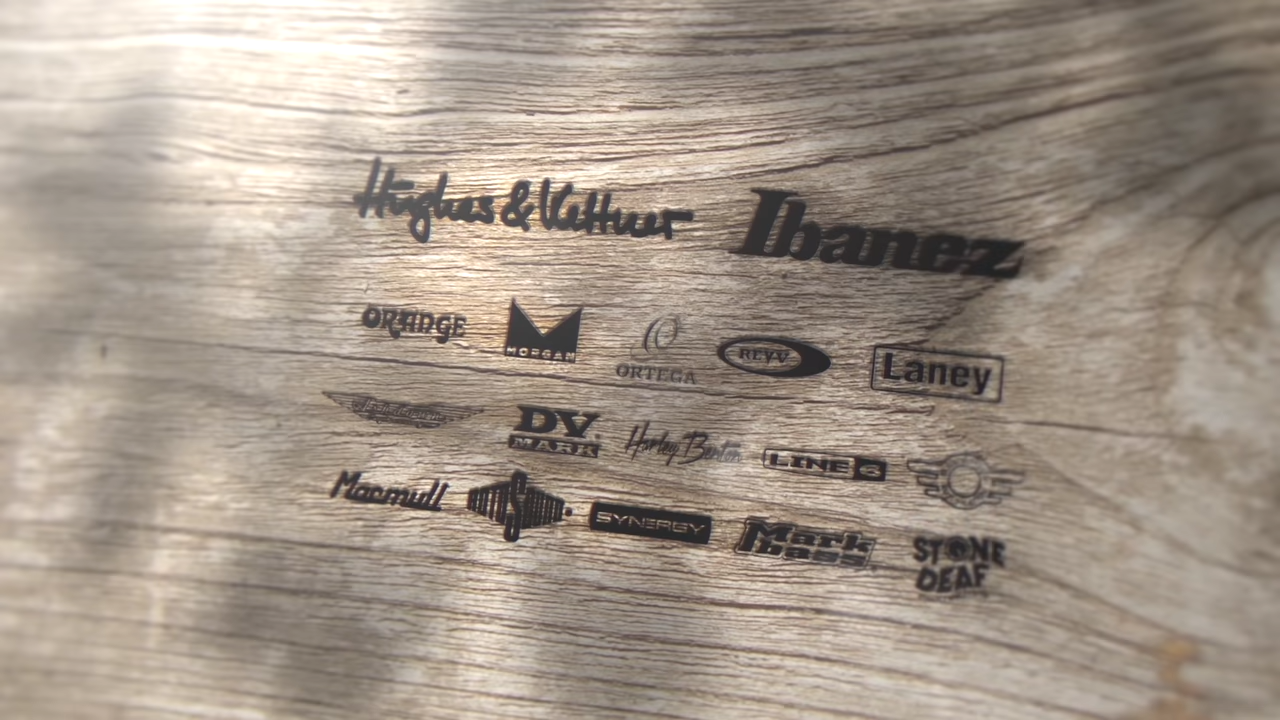 Hughes & Kettner Ibanez
ORANGE MORGAN ORTEGA REVV Laney
DV MARK Harley Benton LINE 6
Macmull SYNERGY Mark bass STONE DEAF